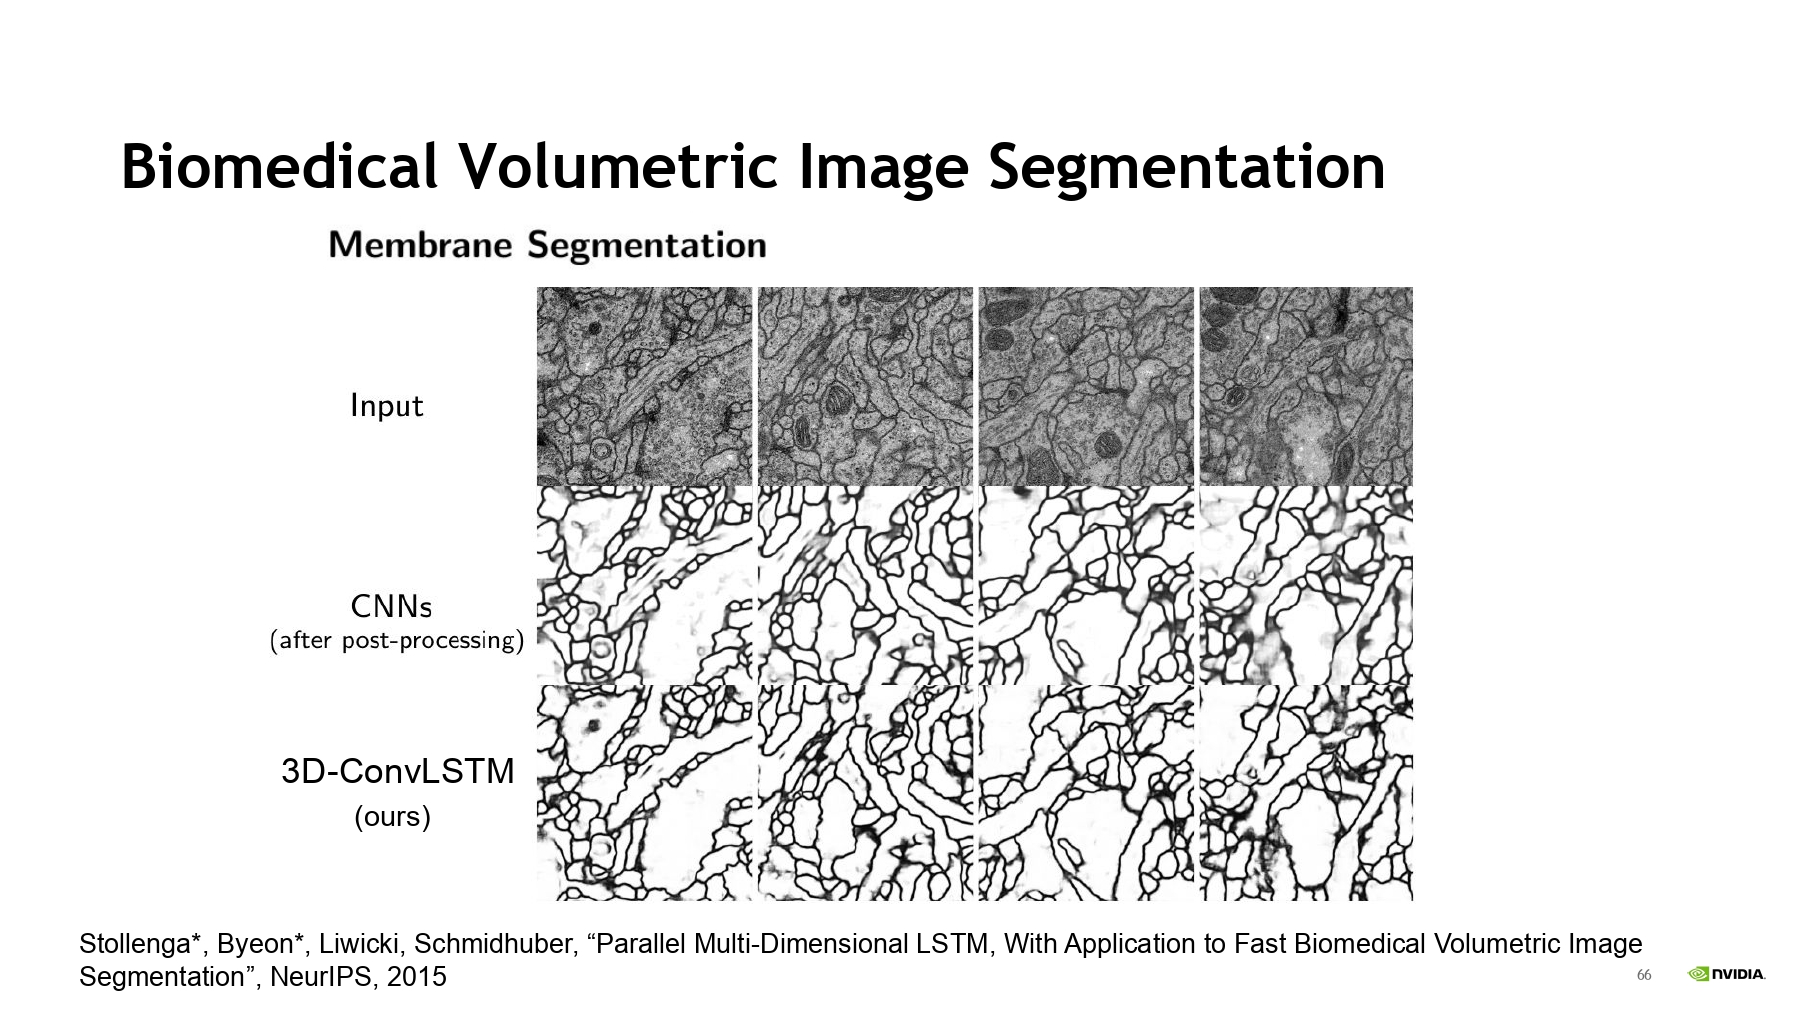 Biomedical Volumetric Image Segmentation
Membrane Segmentation
Input
CNNs
(after post-processing)
3D-ConvLSTM
(ours)
Stollenga*, Byeon*, Liwicki, Schmidhuber, “Parallel Multi-Dimensional LSTM, With Application to Fast Biomedical Volumetric Image
Segmentation”, NeurIPS, 2015
66
NVIDIA.